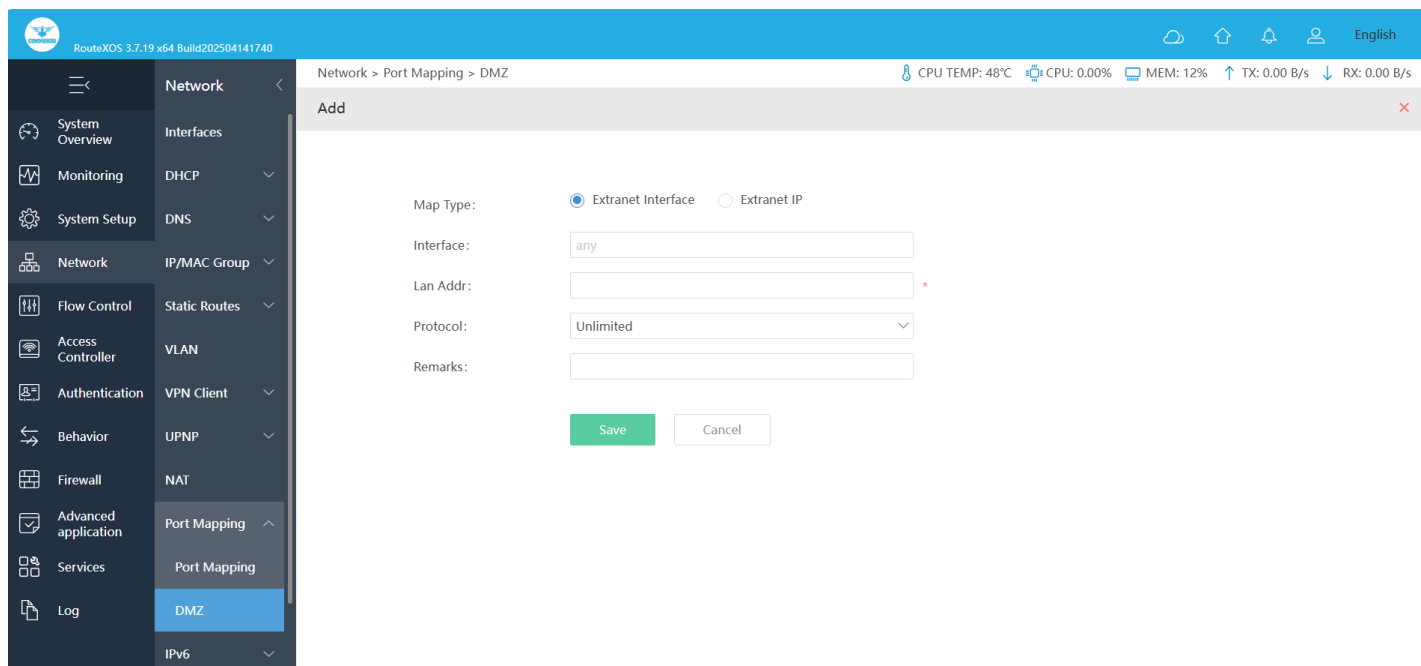 COMMANDO
RouteXOS 3.7.19 x64 Build202504141740
English
Network
Network > Port Mapping > DMZ
CPU TEMP: 48℃ CPU: 0.00% MEM: 12% TX: 0.00 B/s RX: 0.00 B/s
Add
System
Overview
Monitoring
System Setup
Network
Flow Control
Access
Controller
Authentication
Behavior
Firewall
Advanced
application
Services
Log
Interfaces
DHCP
DNS
IP/MAC Group
Static Routes
VLAN
VPN Client
UPNP
NAT
Port Mapping
Port Mapping
DMZ
IPv6
Map Type: Extranet Interface Extranet IP
Interface: any
Lan Addr: *
Protocol: Unlimited
Remarks:
Save Cancel